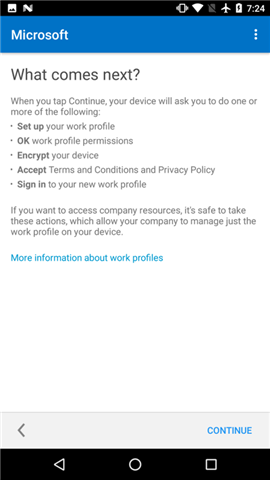 7:24
Microsoft
What comes next?
When you tap Continue, your device will ask you to do one or
more of the following:
• Set up your work profile
• OK work profile permissions
• Encrypt your device
• Accept Terms and Conditions and Privacy Policy
• Sign in to your new work profile
If you want to access company resources, it's safe to take
these actions, which allow your company to manage just the
work profile on your device.
More information about work profiles
CONTINUE